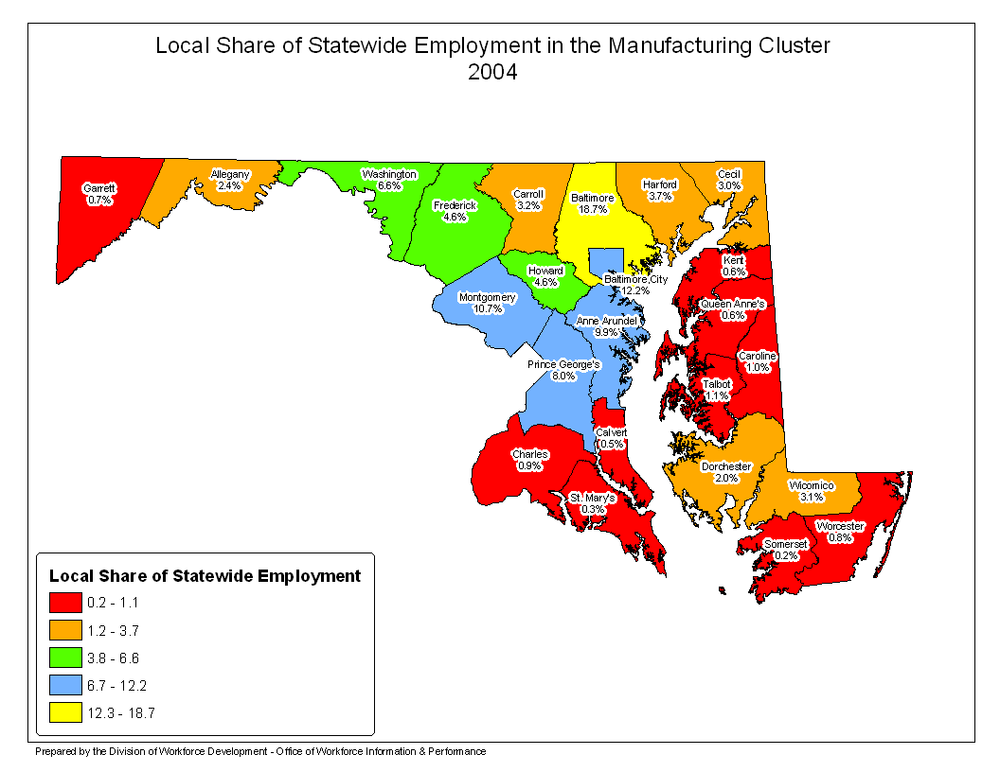 Local Share of Statewide Employment in the Manufacturing Cluster
2004
Garrett
0.7%
Allegany
2.4%
Washington
6.6%
Frederick
4.6%
Carroll
3.2%
Baltimore
18.7%
Harford
3.7%
Cecil
3.0%
Kent
0.6%
Howard
4.6%
Baltimore City
12.2%
Montgomery
10.7%
Queen Anne's
0.6%
Anne Arundel
9.9%
Prince George's
8.0%
Caroline
1.0%
Talbot
1.1%
Calvert
0.5%
Charles
0.9%
Dorchester
2.0%
St. Mary's
0.3%
Wicomico
3.1%
Worcester
0.8%
Somerset
0.2%
Local Share of Statewide Employment
0.2 - 1.1
1.2 - 3.7
3.8 - 6.6
6.7 - 12.2
12.3 - 18.7
Prepared by the Division of Workforce Development - Office of Workforce Information & Performance